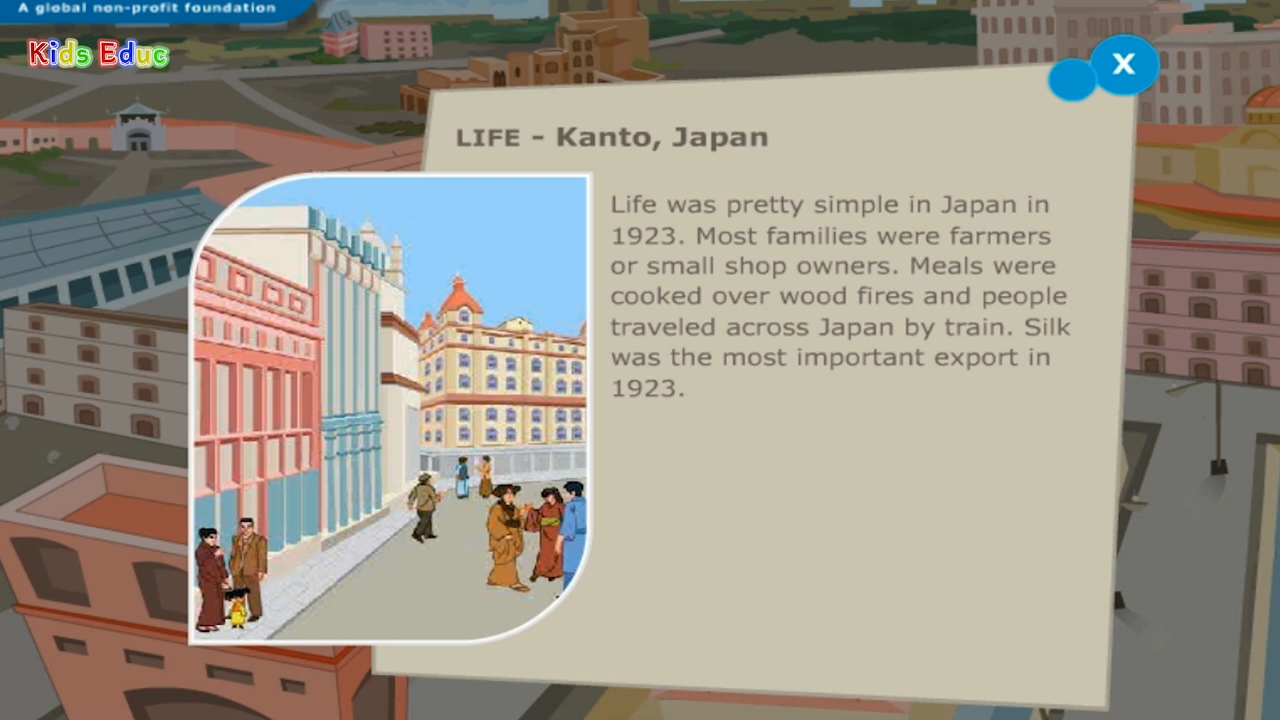 A global non-profit foundation
Kids Educ
X
LIFE - Kanto, Japan
Life was pretty simple in Japan in
1923. Most families were farmers
or small shop owners. Meals were
cooked over wood fires and people
traveled across Japan by train. Silk
was the most important export in
1923.